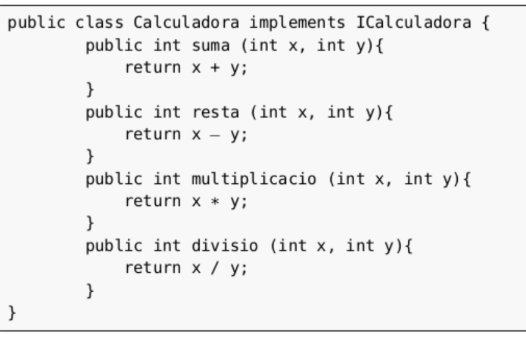 public class Calculadora implements ICalculadora {
        public int suma (int x, int y){
            return x + y;
        }
        public int resta (int x, int y){
            return x – y;
        }
        public int multiplicacio (int x, int y){
            return x * y;
        }
        public int divisio (int x, int y){
            return x / y;
        }
}